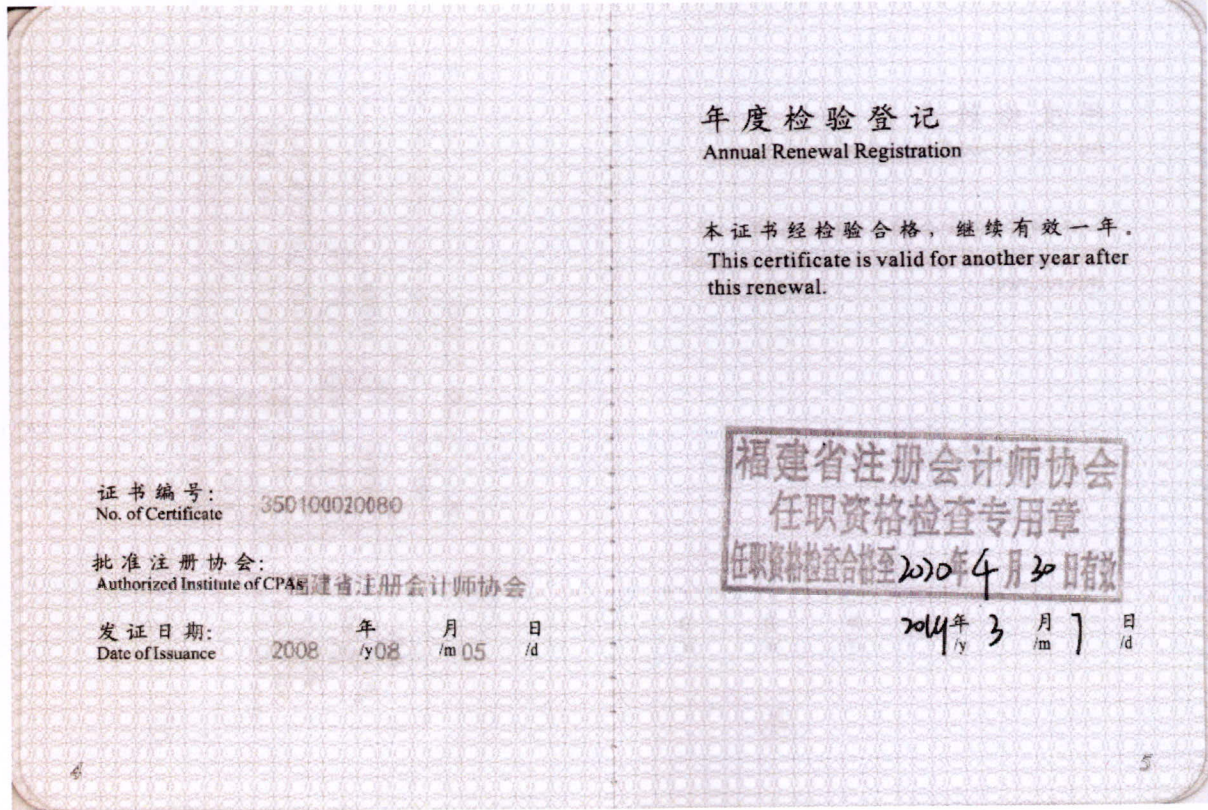 证书编号: 350100020080
No. of Certificate
批准注册协会: 福建省注册会计师协会
Authorized Institute of CPAs
发证日期: 2008 年 08 月 05 日
Date of Issuance /y /m /d
4
年度检验登记
Annual Renewal Registration
本证书经检验合格，继续有效一年。
This certificate is valid for another year after
this renewal.
福建省注册会计师协会
任职资格检查专用章
任职资格检查合格至2020年4月30日有效
年 3 月 7 日
/y /m /d
5